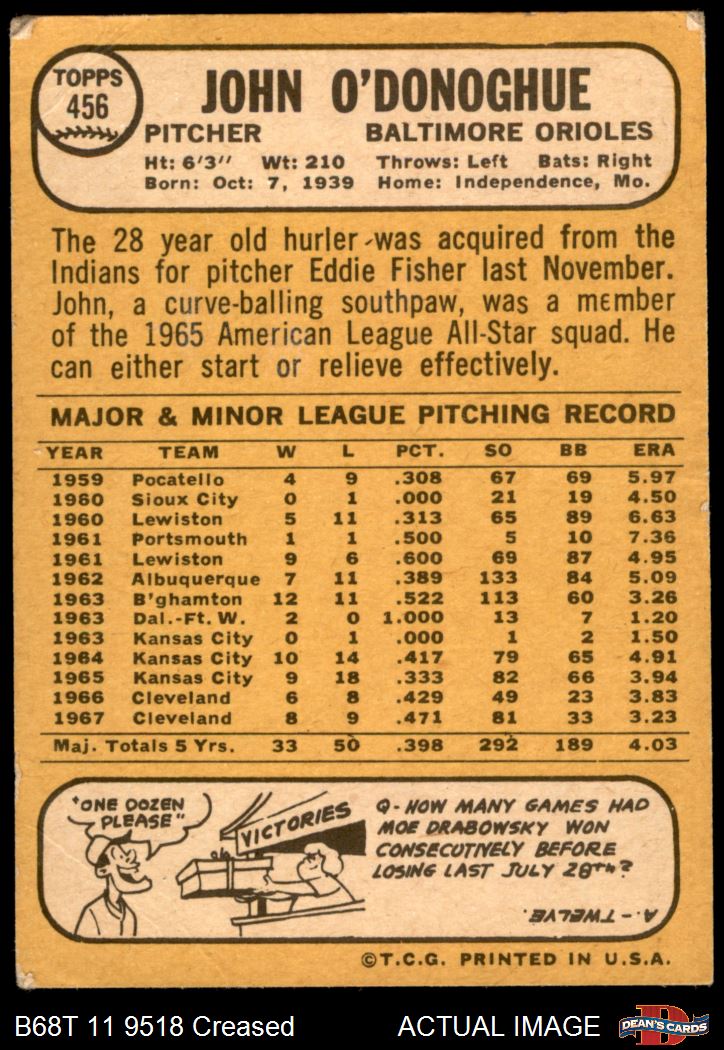 TOPPS
456
JOHN O'DONOGHUE
PITCHER BALTIMORE ORIOLES
Ht: 6'3" Wt: 210 Throws: Left Bats: Right
Born: Oct: 7, 1939 Home: Independence, Mo.
The 28 year old hurler was acquired from the
Indians for pitcher Eddie Fisher last November.
John, a curve-balling southpaw, was a member
of the 1965 American League All-Star squad. He
can either start or relieve effectively.
MAJOR & MINOR LEAGUE PITCHING RECORD
YEAR TEAM W L PCT. SO BB ERA
1959 Pocatello 4 9 .308 67 69 5.97
1960 Sioux City 0 1 .000 21 19 4.50
1960 Lewiston 5 11 .313 65 89 6.63
1961 Portsmouth 1 1 .500 5 10 7.36
1961 Lewiston 9 6 .600 69 87 4.95
1962 Albuquerque 7 11 .389 133 84 5.09
1963 B'ghamton 12 11 .522 113 60 3.26
1963 Dal.-Ft. W. 2 0 1.000 13 7 1.20
1963 Kansas City 0 1 .000 1 2 1.50
1964 Kansas City 10 14 .417 79 65 4.91
1965 Kansas City 9 18 .333 82 66 3.94
1966 Cleveland 6 8 .429 49 23 3.83
1967 Cleveland 8 9 .471 81 33 3.23
Maj. Totals 5 Yrs. 33 50 .398 292 189 4.03
"ONE DOZEN
PLEASE"
VICTORIES
Q- HOW MANY GAMES HAD
MOE DRABOWSKY WON
CONSECUTIVELY BEFORE
LOSING LAST JULY 28TH?
A.- TWELVE.
©T.C.G. PRINTED IN U.S.A.
B68T 11 9518 Creased ACTUAL IMAGE
D
DEAN'S CARDS